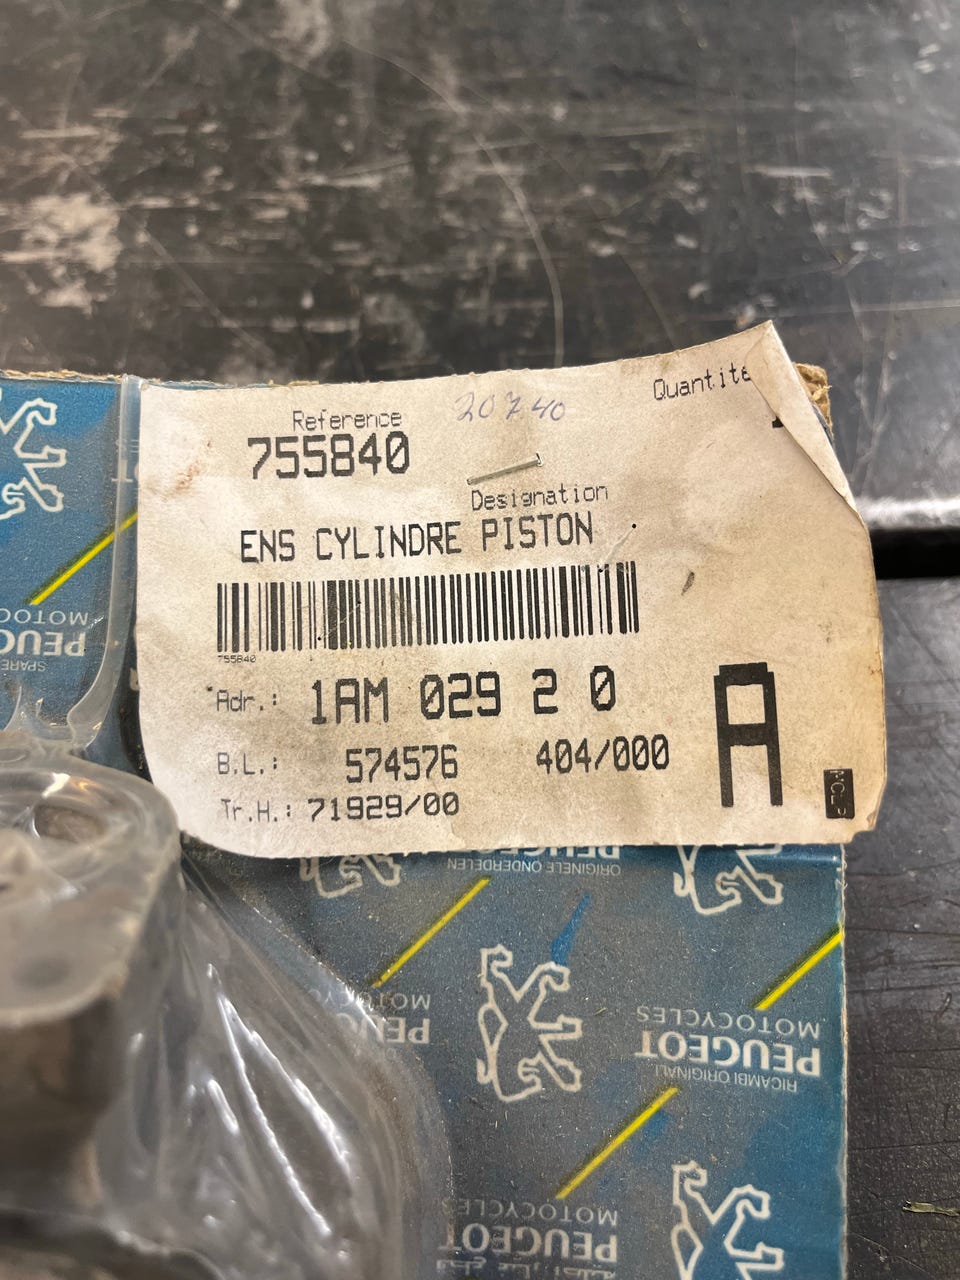 Reference
20740
Quantité
755840
Designation
ENS CYLINDRE PISTON
755840
Adr.: 1AM 029 2 0
A
B.L.: 574576 404/000
Tr.H.: 71929/00
MOTOCYCLES
PEUGEOT
ORIGINELE ONDERDELEN
MOTOCYCLES
PEUGEOT
RICAMBI ORIGINALI
MOTOCYCLES
PEUGEOT